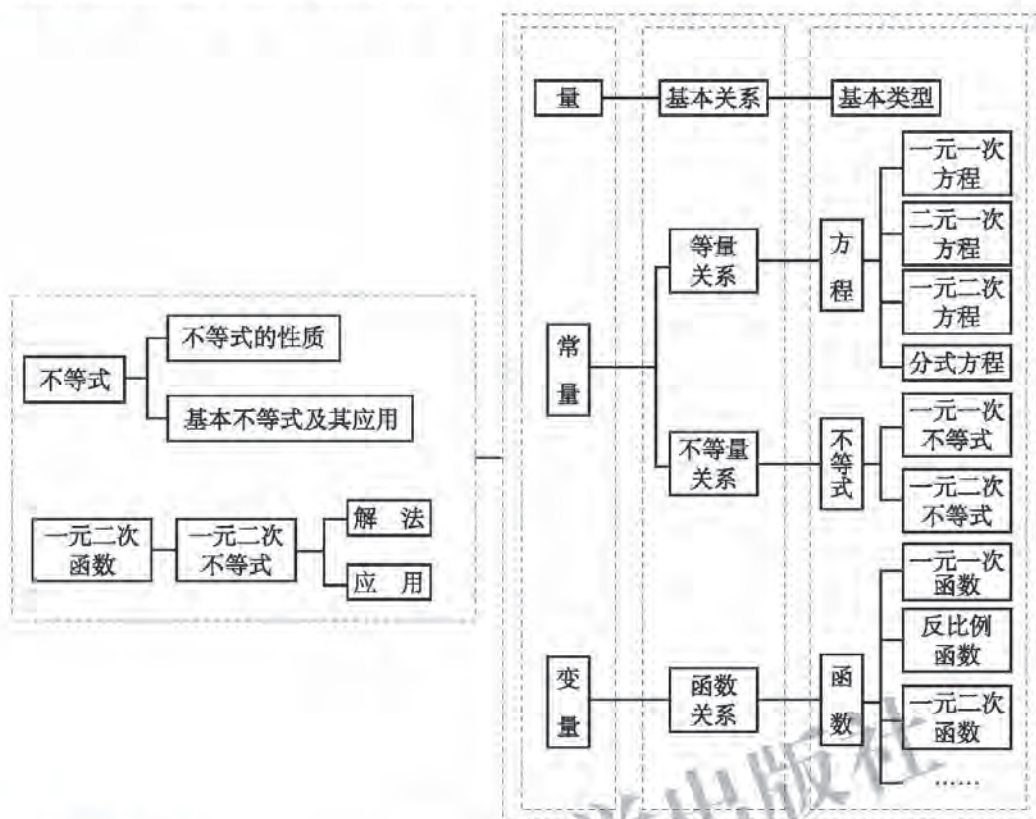 不等式
不等式的性质
基本不等式及其应用
一元二次
函数
一元二次
不等式
解 法
应 用
量
基本关系
基本类型
常
量
等量
关系
方
程
一元一次
方程
二元一次
方程
一元二次
方程
分式方程
不等量
关系
不
等
式
一元一次
不等式
一元二次
不等式
变
量
函数
关系
函
数
一元一次
函数
反比例
函数
一元二次
函数
……
出版社